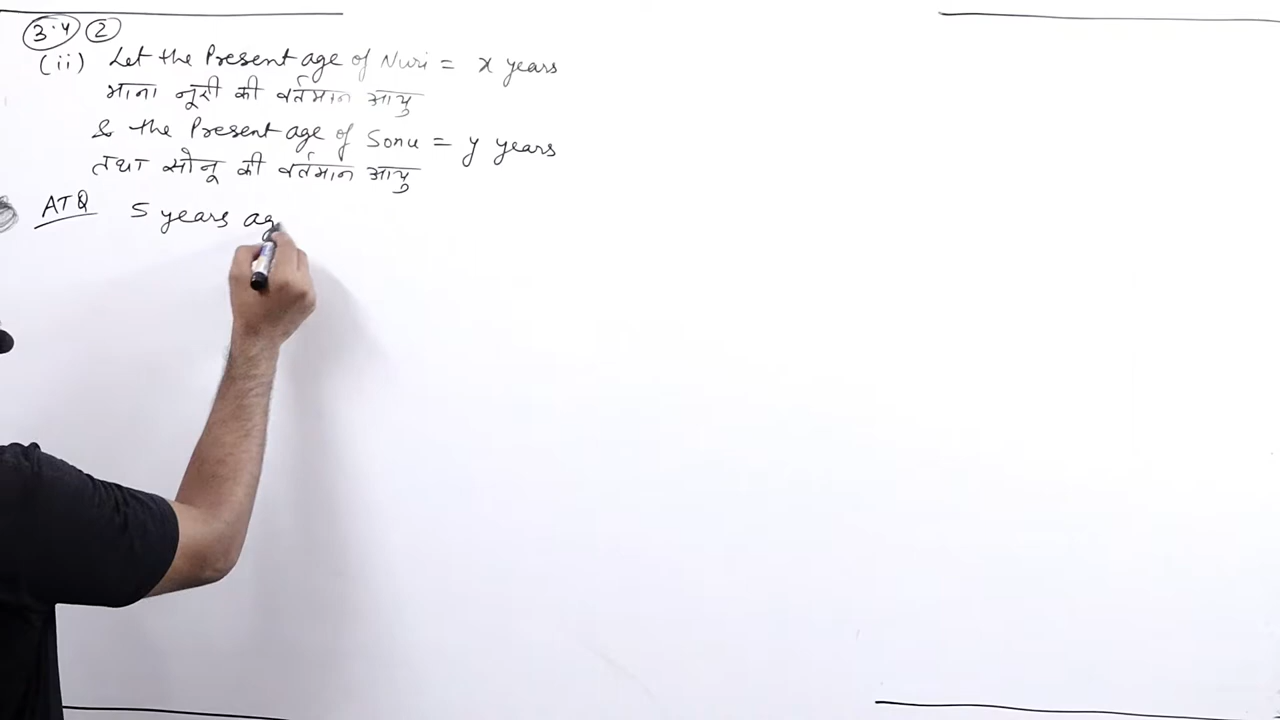 3.4 2
(ii) Let the Present age of Nuri = x years
माना नूरी की वर्तमान आयु
& the Present age of Sonu = y years
तथा सोनू की वर्तमान आयु
ATQ 5 years ag